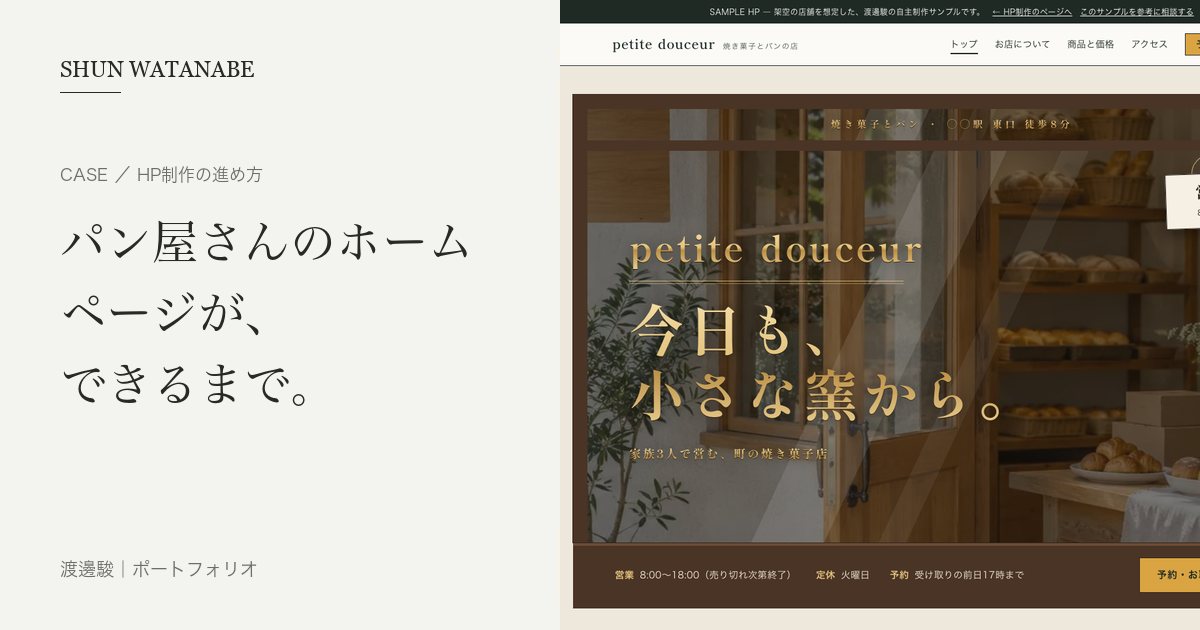 SHUN WATANABE
CASE ／ HP制作の進め方
パン屋さんのホーム
ページが、
できるまで。
渡邊駿｜ポートフォリオ
SAMPLE HP — 架空の店舗を想定した、渡邊駿の自主制作サンプルです。 ← HP制作のページへ このサンプルを参考に相談する
petite douceur 焼き菓子とパンの店
トップ お店について 商品と価格 アクセス
焼き菓子とパン ・ 〇〇駅 東口 徒歩8分
petite douceur
今日も、
小さな窯から。
家族3人で営む、町の焼き菓子店
営業 8:00〜18:00（売り切れ次第終了） 定休 火曜日 予約 受け取りの前日17時まで
予約・お